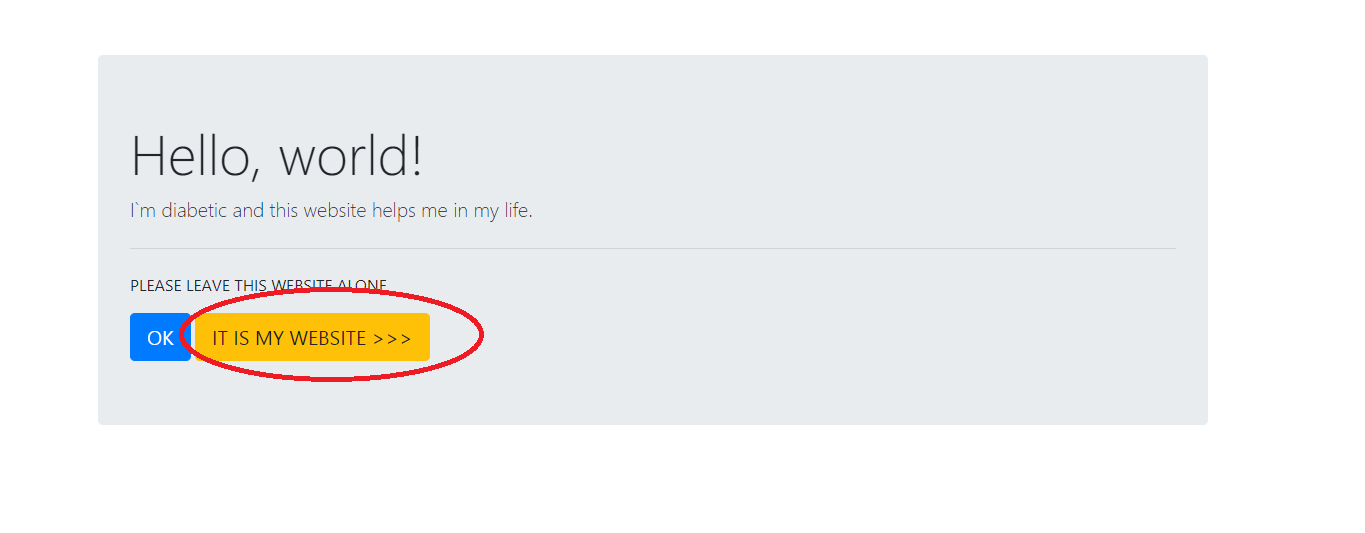 Hello, world!
I`m diabetic and this website helps me in my life.
PLEASE LEAVE THIS WEBSITE ALONE
OK
IT IS MY WEBSITE >>>